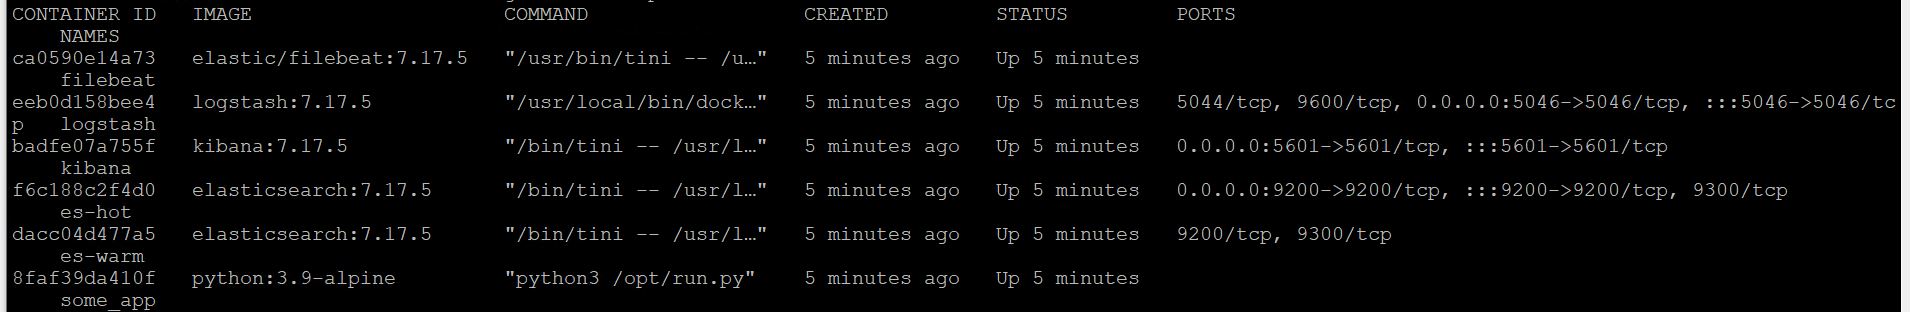 CONTAINER ID   IMAGE                    COMMAND                  CREATED         STATUS         PORTS
    NAMES
ca0590e14a73   elastic/filebeat:7.17.5   "/usr/bin/tini -- /u…"   5 minutes ago   Up 5 minutes
    filebeat
eeb0d158bee4   logstash:7.17.5           "/usr/local/bin/dock…"   5 minutes ago   Up 5 minutes   5044/tcp, 9600/tcp, 0.0.0.0:5046->5046/tcp, :::5046->5046/tc
p   logstash
badfe07a755f   kibana:7.17.5             "/bin/tini -- /usr/l…"   5 minutes ago   Up 5 minutes   0.0.0.0:5601->5601/tcp, :::5601->5601/tcp
    kibana
f6c188c2f4d0   elasticsearch:7.17.5      "/bin/tini -- /usr/l…"   5 minutes ago   Up 5 minutes   0.0.0.0:9200->9200/tcp, :::9200->9200/tcp, 9300/tcp
    es-hot
dacc04d477a5   elasticsearch:7.17.5      "/bin/tini -- /usr/l…"   5 minutes ago   Up 5 minutes   9200/tcp, 9300/tcp
    es-warm
8faf39da410f   python:3.9-alpine         "python3 /opt/run.py"    5 minutes ago   Up 5 minutes
    some_app